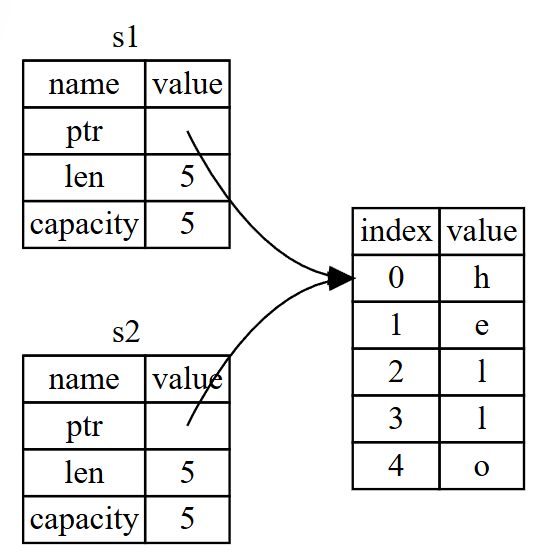 s1
name value
ptr
len 5
capacity 5
s2
name value
ptr
len 5
capacity 5
index value
0 h
1 e
2 l
3 l
4 o